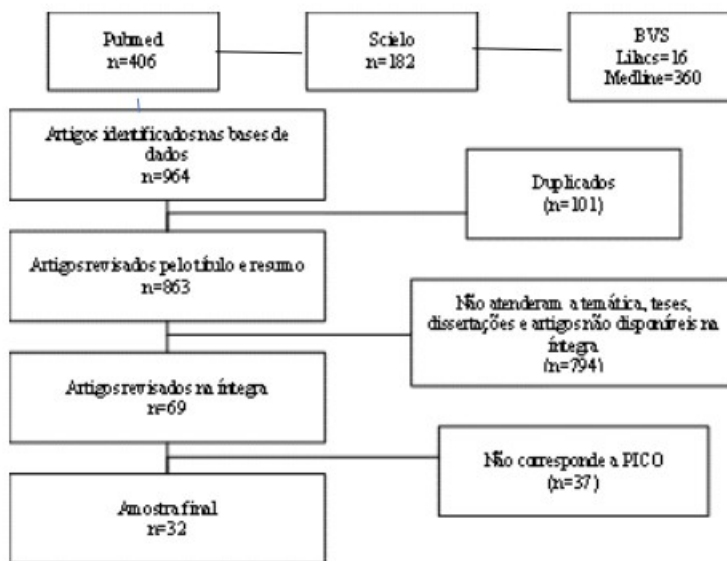 Pubmed
n=406
Scielo
n=182
BVS
Lilacs=16
Medline=360
Artigos identificados nas bases de
dados
n=964
Duplicados
(n=101)
Artigos revisados pelo título e resumo
n=863
Não atenderam a temática, teses,
dissertações e artigos não disponíveis na
íntegra
(n=794)
Artigos revisados na íntegra
n=69
Não corresponde a PICO
(n=37)
Amostra final
n=32